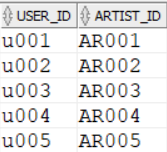 USER_ID ARTIST_ID
u001 AR001
u002 AR002
u003 AR003
u004 AR004
u005 AR005